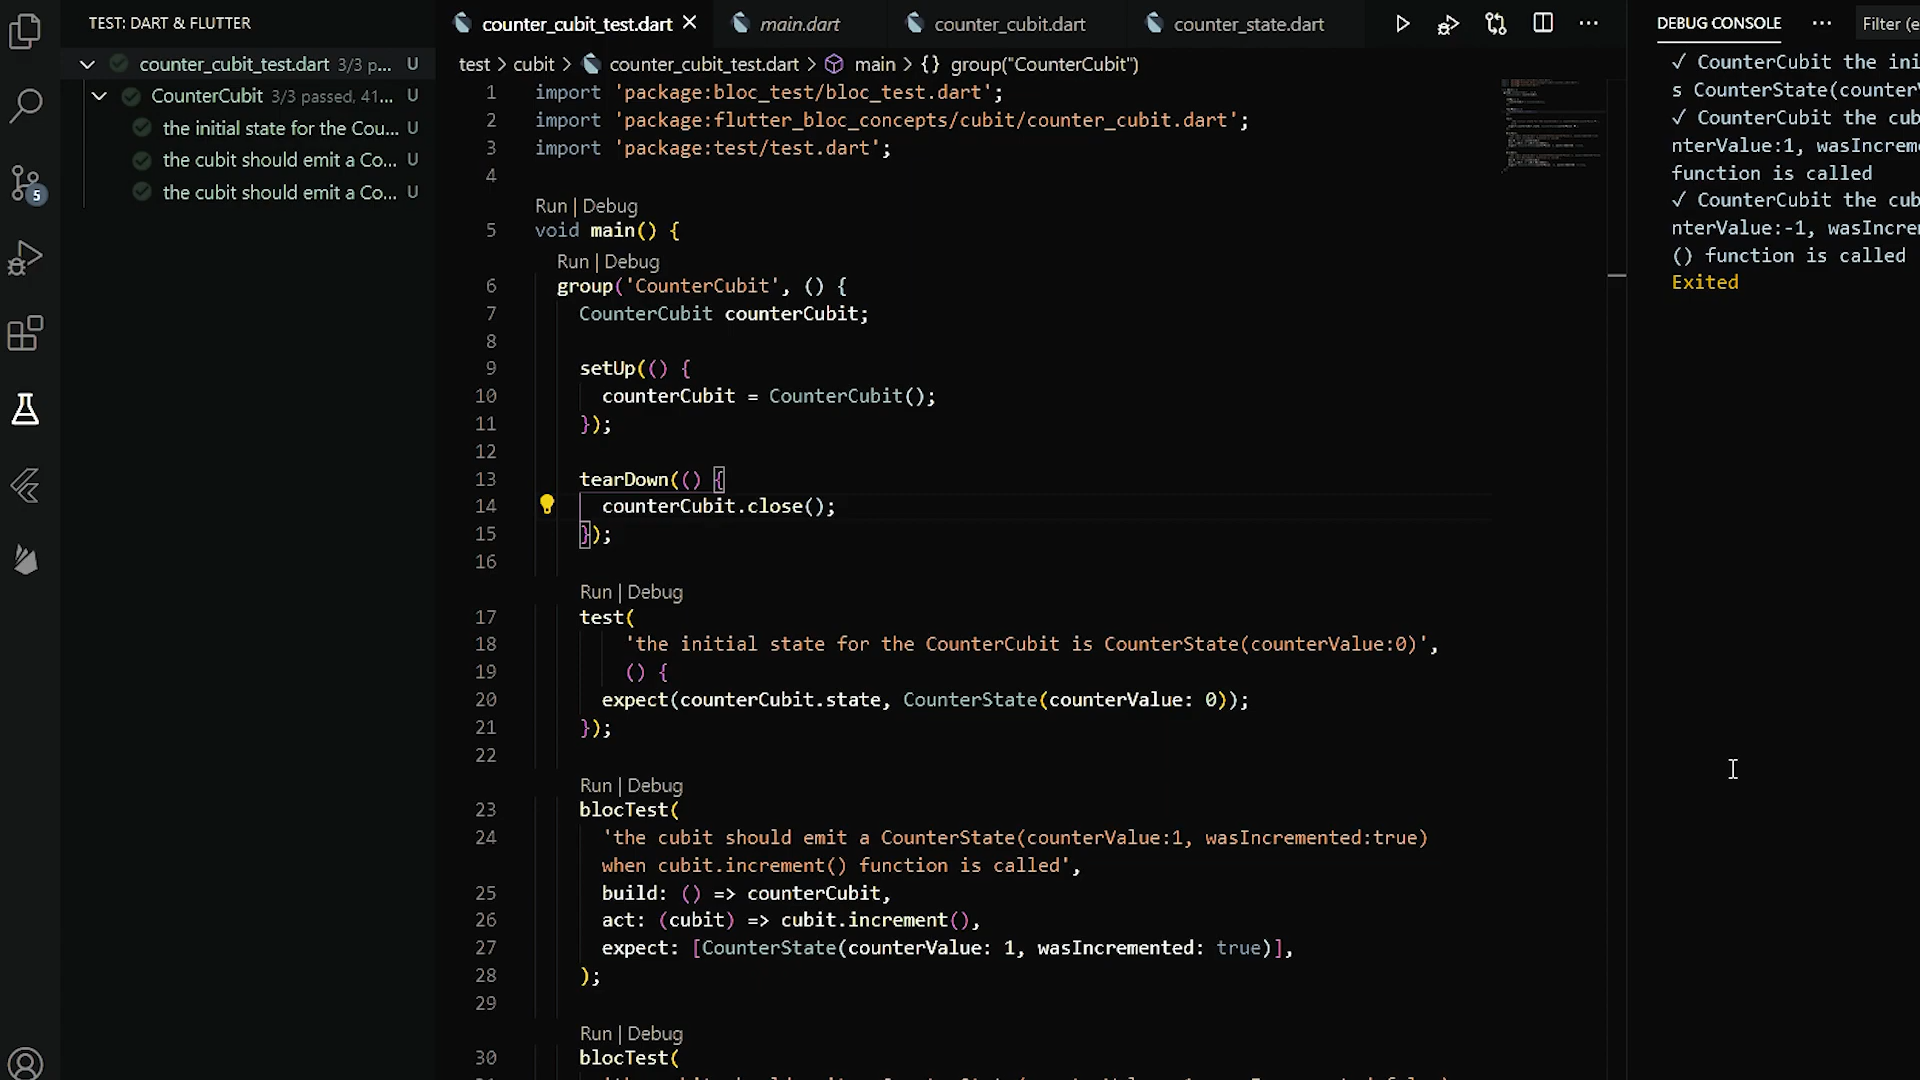 TEST: DART & FLUTTER
counter_cubit_test.dart 3/3 p... U
CounterCubit 3/3 passed, 41... U
the initial state for the Cou... U
the cubit should emit a Co... U
the cubit should emit a Co... U
5
counter_cubit_test.dart
main.dart
counter_cubit.dart
counter_state.dart
test > cubit > counter_cubit_test.dart > main > {} group("CounterCubit")
1 import 'package:bloc_test/bloc_test.dart';
2 import 'package:flutter_bloc_concepts/cubit/counter_cubit.dart';
3 import 'package:test/test.dart';
4
Run | Debug
5 void main() {
Run | Debug
6 group('CounterCubit', () {
7 CounterCubit counterCubit;
8
9 setUp(() {
10 counterCubit = CounterCubit();
11 });
12
13 tearDown(() {
14 counterCubit.close();
15 });
16
Run | Debug
17 test(
18 'the initial state for the CounterCubit is CounterState(counterValue:0)',
19 () {
20 expect(counterCubit.state, CounterState(counterValue: 0));
21 });
22
Run | Debug
23 blocTest(
24 'the cubit should emit a CounterState(counterValue:1, wasIncremented:true)
when cubit.increment() function is called',
25 build: () => counterCubit,
26 act: (cubit) => cubit.increment(),
27 expect: [CounterState(counterValue: 1, wasIncremented: true)],
28 );
29
Run | Debug
30 blocTest(
DEBUG CONSOLE ... Filter (e
✓ CounterCubit the ini
s CounterState(counterV
✓ CounterCubit the cub
nterValue:1, wasIncreme
function is called
✓ CounterCubit the cub
nterValue:-1, wasIncrem
() function is called
Exited